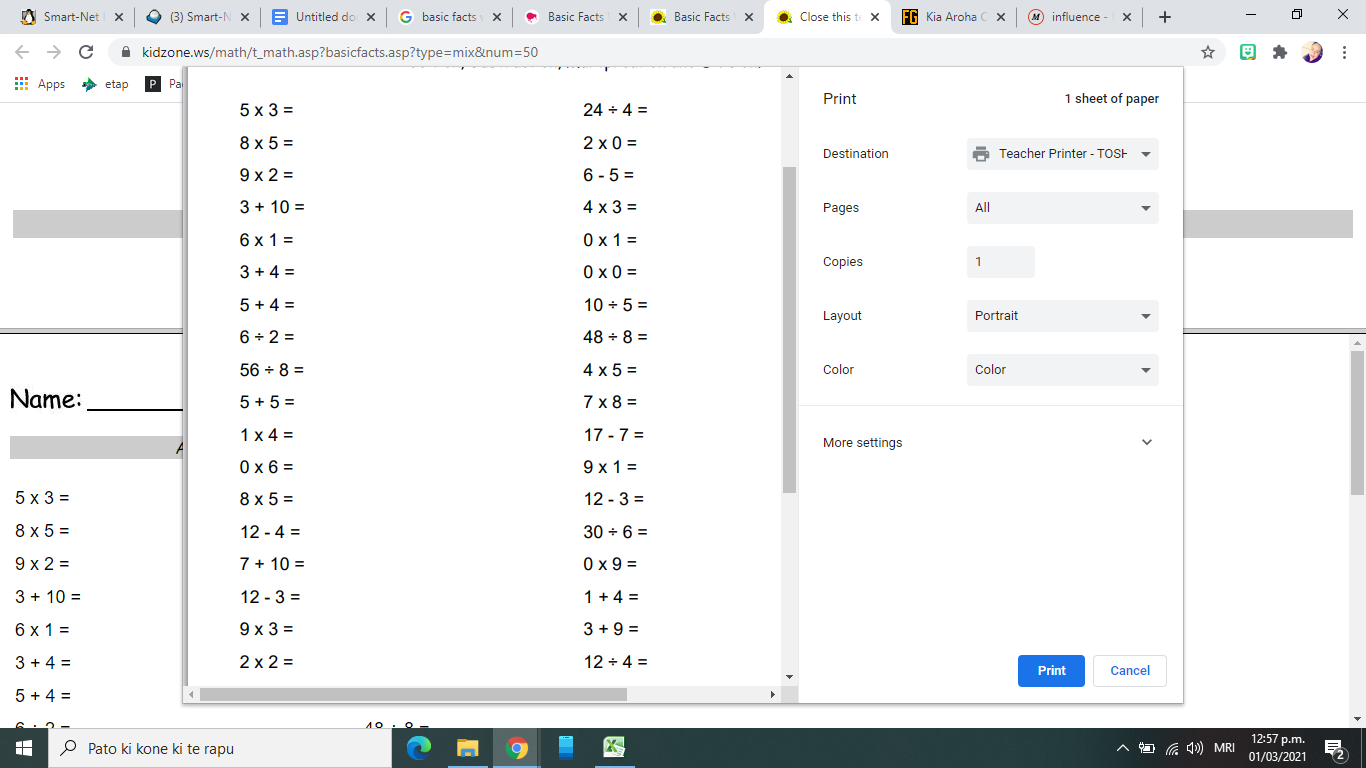 Smart-Net
(3) Smart-N
Untitled do
basic facts
Basic Facts
Basic Facts
Close this t
Kia Aroha C
influence -
kidzone.ws/math/t_math.asp?basicfacts.asp?type=mix&num=50
Apps
etap
5 x 3 =
8 x 5 =
9 x 2 =
3 + 10 =
6 x 1 =
3 + 4 =
5 + 4 =
6 ÷ 2 =
56 ÷ 8 =
5 + 5 =
1 x 4 =
0 x 6 =
8 x 5 =
12 - 4 =
7 + 10 =
12 - 3 =
9 x 3 =
2 x 2 =
24 ÷ 4 =
2 x 0 =
6 - 5 =
4 x 3 =
0 x 1 =
0 x 0 =
10 ÷ 5 =
48 ÷ 8 =
4 x 5 =
7 x 8 =
17 - 7 =
9 x 1 =
12 - 3 =
30 ÷ 6 =
0 x 9 =
1 + 4 =
3 + 9 =
12 ÷ 4 =
Print 1 sheet of paper
Destination Teacher Printer - TOSH
Pages All
Copies 1
Layout Portrait
Color Color
More settings
Print Cancel
Name:
5 x 3 =
8 x 5 =
9 x 2 =
3 + 10 =
6 x 1 =
3 + 4 =
5 + 4 =
6 ÷ 2 =
48 ÷ 8 =
Pato ki kone ki te rapu
MRI
12:57 p.m.
01/03/2021
2